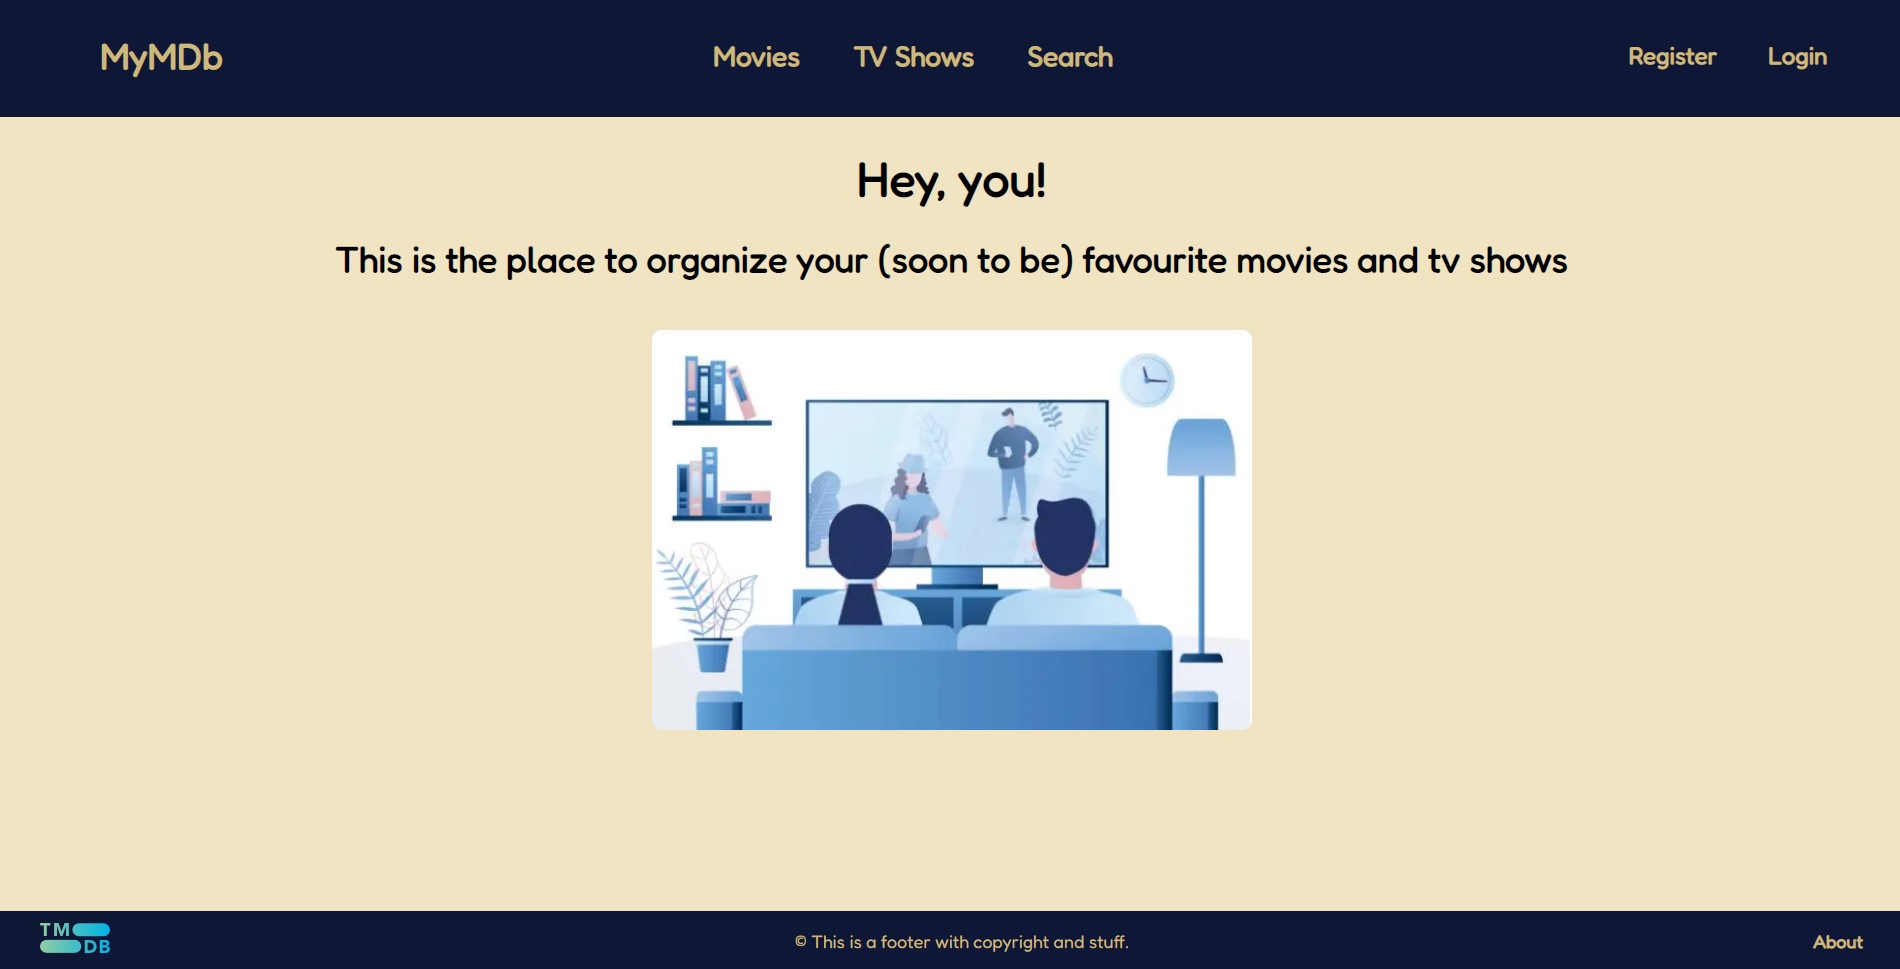 MyMDb
Movies TV Shows Search
Register Login
Hey, you!
This is the place to organize your (soon to be) favourite movies and tv shows
TM
DB
© This is a footer with copyright and stuff.
About